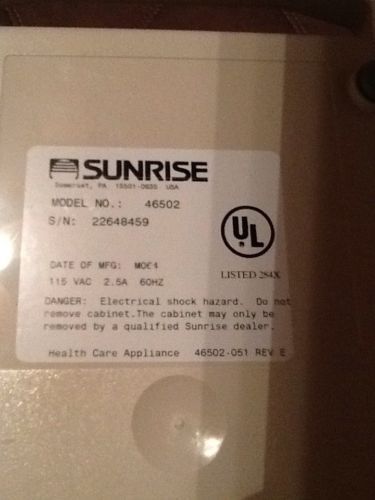 SUNRISE
Somerset, PA 15501-0635 USA
MODEL NO.: 46502
S/N: 22648459
UL
LISTED 284X
DATE OF MFG: MO64
115 VAC 2.5A 60HZ
DANGER: Electrical shock hazard. Do not
remove cabinet.The cabinet may only be
removed by a qualified Sunrise dealer.
Health Care Appliance 46502-051 REV E